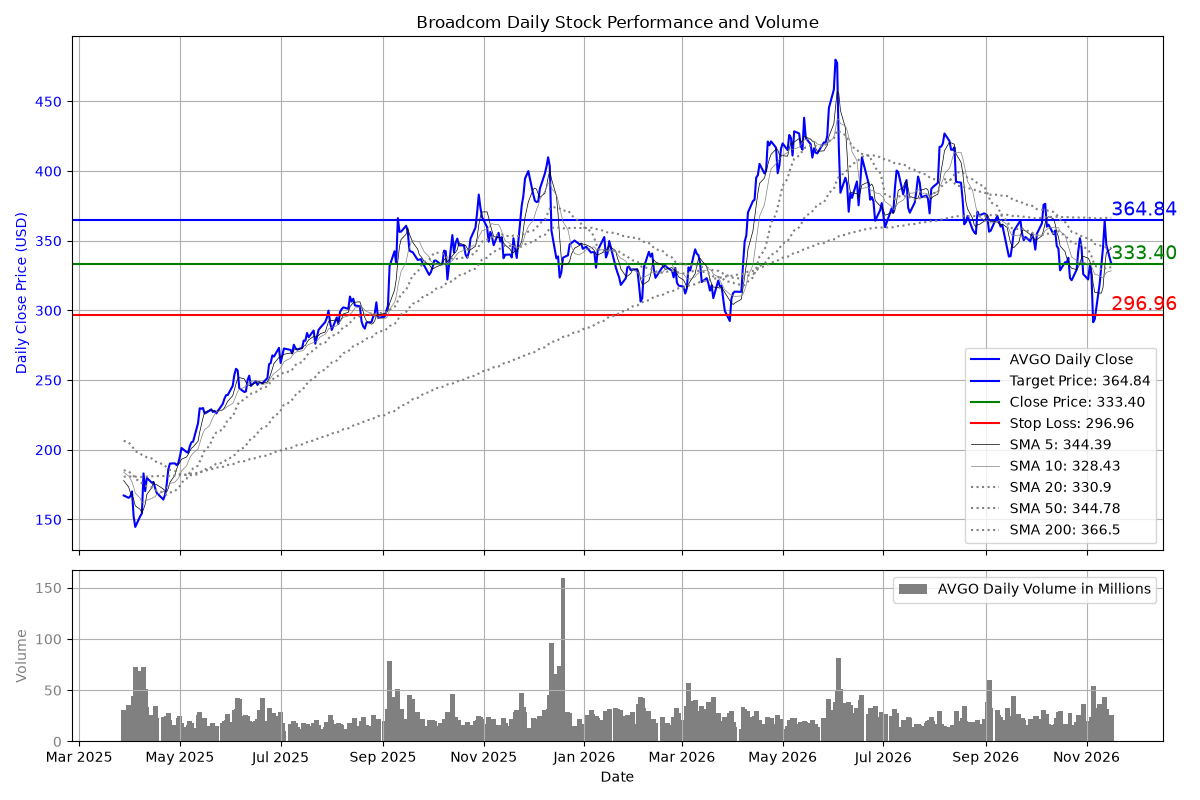 Broadcom Daily Stock Performance and Volume
Daily Close Price (USD)
450
400
350
300
250
200
150
364.84
333.40
296.96
AVGO Daily Close
Target Price: 364.84
Close Price: 333.40
Stop Loss: 296.96
SMA 5: 344.39
SMA 10: 328.43
SMA 20: 330.9
SMA 50: 344.78
SMA 200: 366.5
Volume
150
100
50
0
AVGO Daily Volume in Millions
Mar 2025 May 2025 Jul 2025 Sep 2025 Nov 2025 Jan 2026 Mar 2026 May 2026 Jul 2026 Sep 2026 Nov 2026
Date